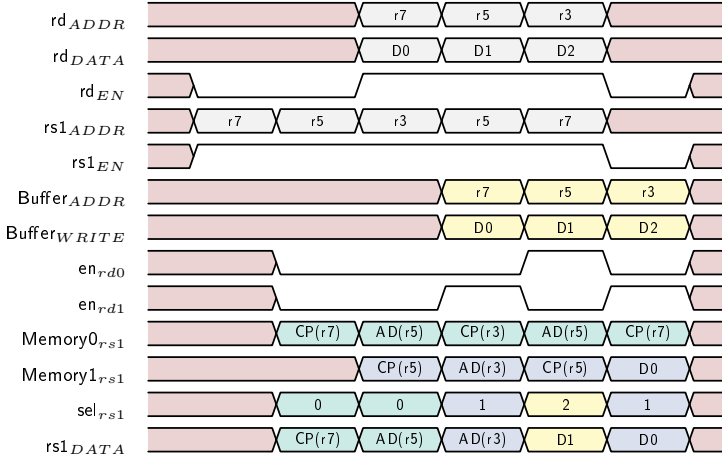 rd_ADDR r7 r5 r3
rd_DATA D0 D1 D2
rd_EN
rs1_ADDR r7 r5 r3 r5 r7
rs1_EN
Buffer_ADDR r7 r5 r3
Buffer_WRITE D0 D1 D2
en_rd0
en_rd1
Memory0_rs1 CP(r7) AD(r5) CP(r3) AD(r5) CP(r7)
Memory1_rs1 CP(r5) AD(r3) CP(r5) D0
sel_rs1 0 0 1 2 1
rs1_DATA CP(r7) AD(r5) AD(r3) D1 D0